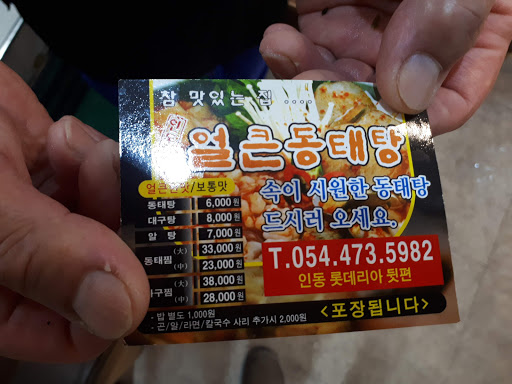 참 맛있는 집 ....
얼큰동태탕
얼큰한맛/보통맛
속이 시원한 동태탕
드시러 오세요.
동태탕 6,000원
대구탕 8,000원
알 탕 7,000원
동태찜 (大) 33,000원
(中) 23,000원
구찜 (大) 38,000원
(中) 28,000원
T.054.473.5982
인동 롯데리아 뒷편
· 밥 별도 1,000원
· 곤/알/라면/칼국수 사리 추가시 2,000원
<포장됩니다>